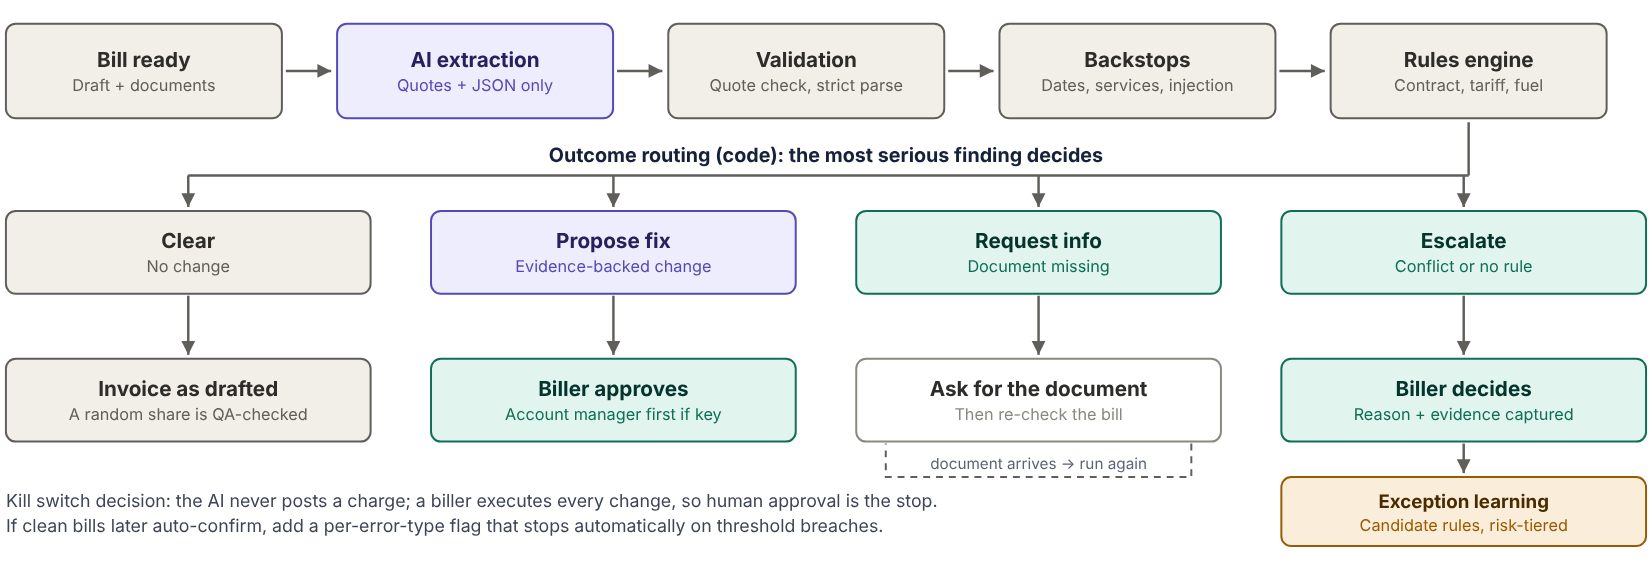 Bill ready
Draft + documents
AI extraction
Quotes + JSON only
Validation
Quote check, strict parse
Backstops
Dates, services, injection
Rules engine
Contract, tariff, fuel
Outcome routing (code): the most serious finding decides
Clear
No change
Propose fix
Evidence-backed change
Request info
Document missing
Escalate
Conflict or no rule
Invoice as drafted
A random share is QA-checked
Biller approves
Account manager first if key
Ask for the document
Then re-check the bill
Biller decides
Reason + evidence captured
document arrives → run again
Kill switch decision: the AI never posts a charge; a biller executes every change, so human approval is the stop.
If clean bills later auto-confirm, add a per-error-type flag that stops automatically on threshold breaches.
Exception learning
Candidate rules, risk-tiered